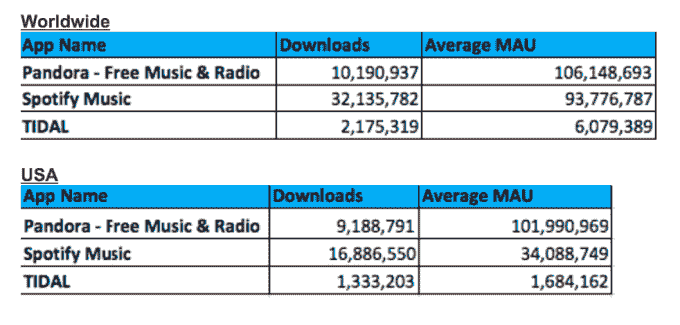 Worldwide
App Name Downloads Average MAU
Pandora - Free Music & Radio 10,190,937 106,148,693
Spotify Music 32,135,782 93,776,787
TIDAL 2,175,319 6,079,389
USA
App Name Downloads Average MAU
Pandora - Free Music & Radio 9,188,791 101,990,969
Spotify Music 16,886,550 34,088,749
TIDAL 1,333,203 1,684,162